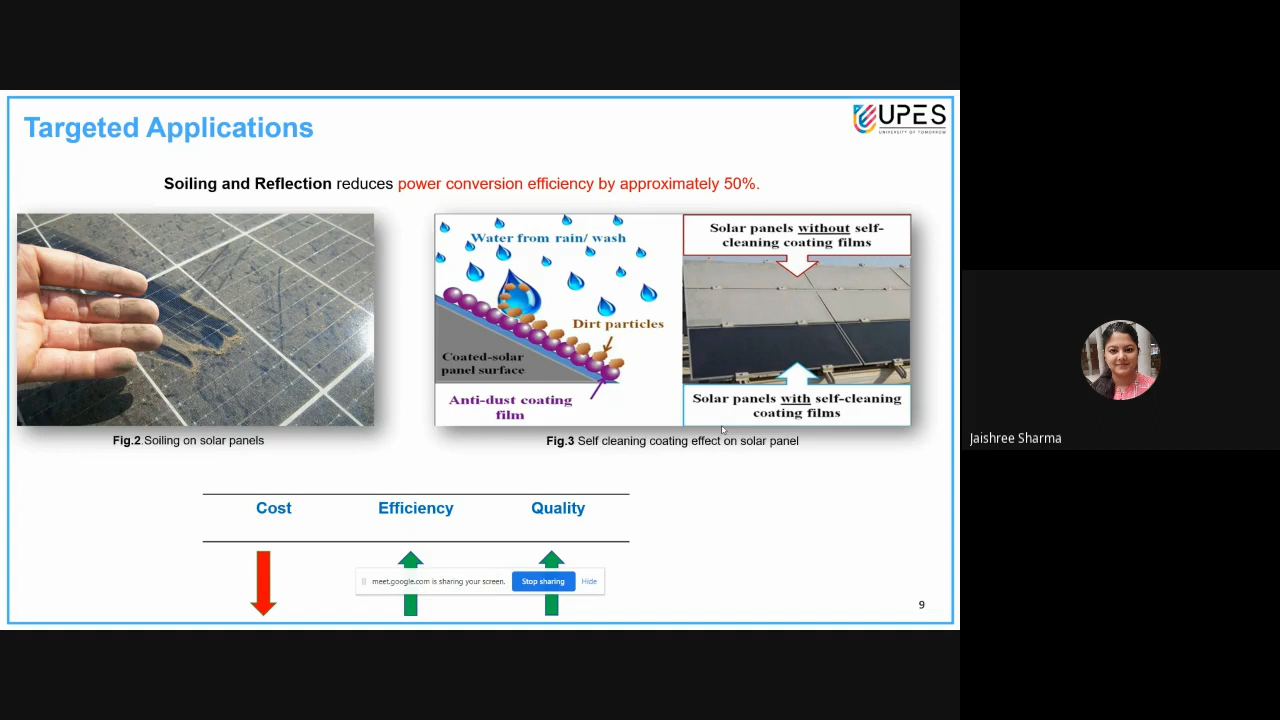 Targeted Applications
UPES
UNIVERSITY OF TOMORROW
Soiling and Reflection reduces power conversion efficiency by approximately 50%.
Water from rain/ wash
Dirt particles
Coated-solar
panel surface
Anti-dust coating
film
Solar panels without self-
cleaning coating films
Solar panels with self-cleaning
coating films
Fig.2.Soiling on solar panels
Fig.3 Self cleaning coating effect on solar panel
Jaishree Sharma
Cost Efficiency Quality
meet.google.com is sharing your screen. Stop sharing Hide
9